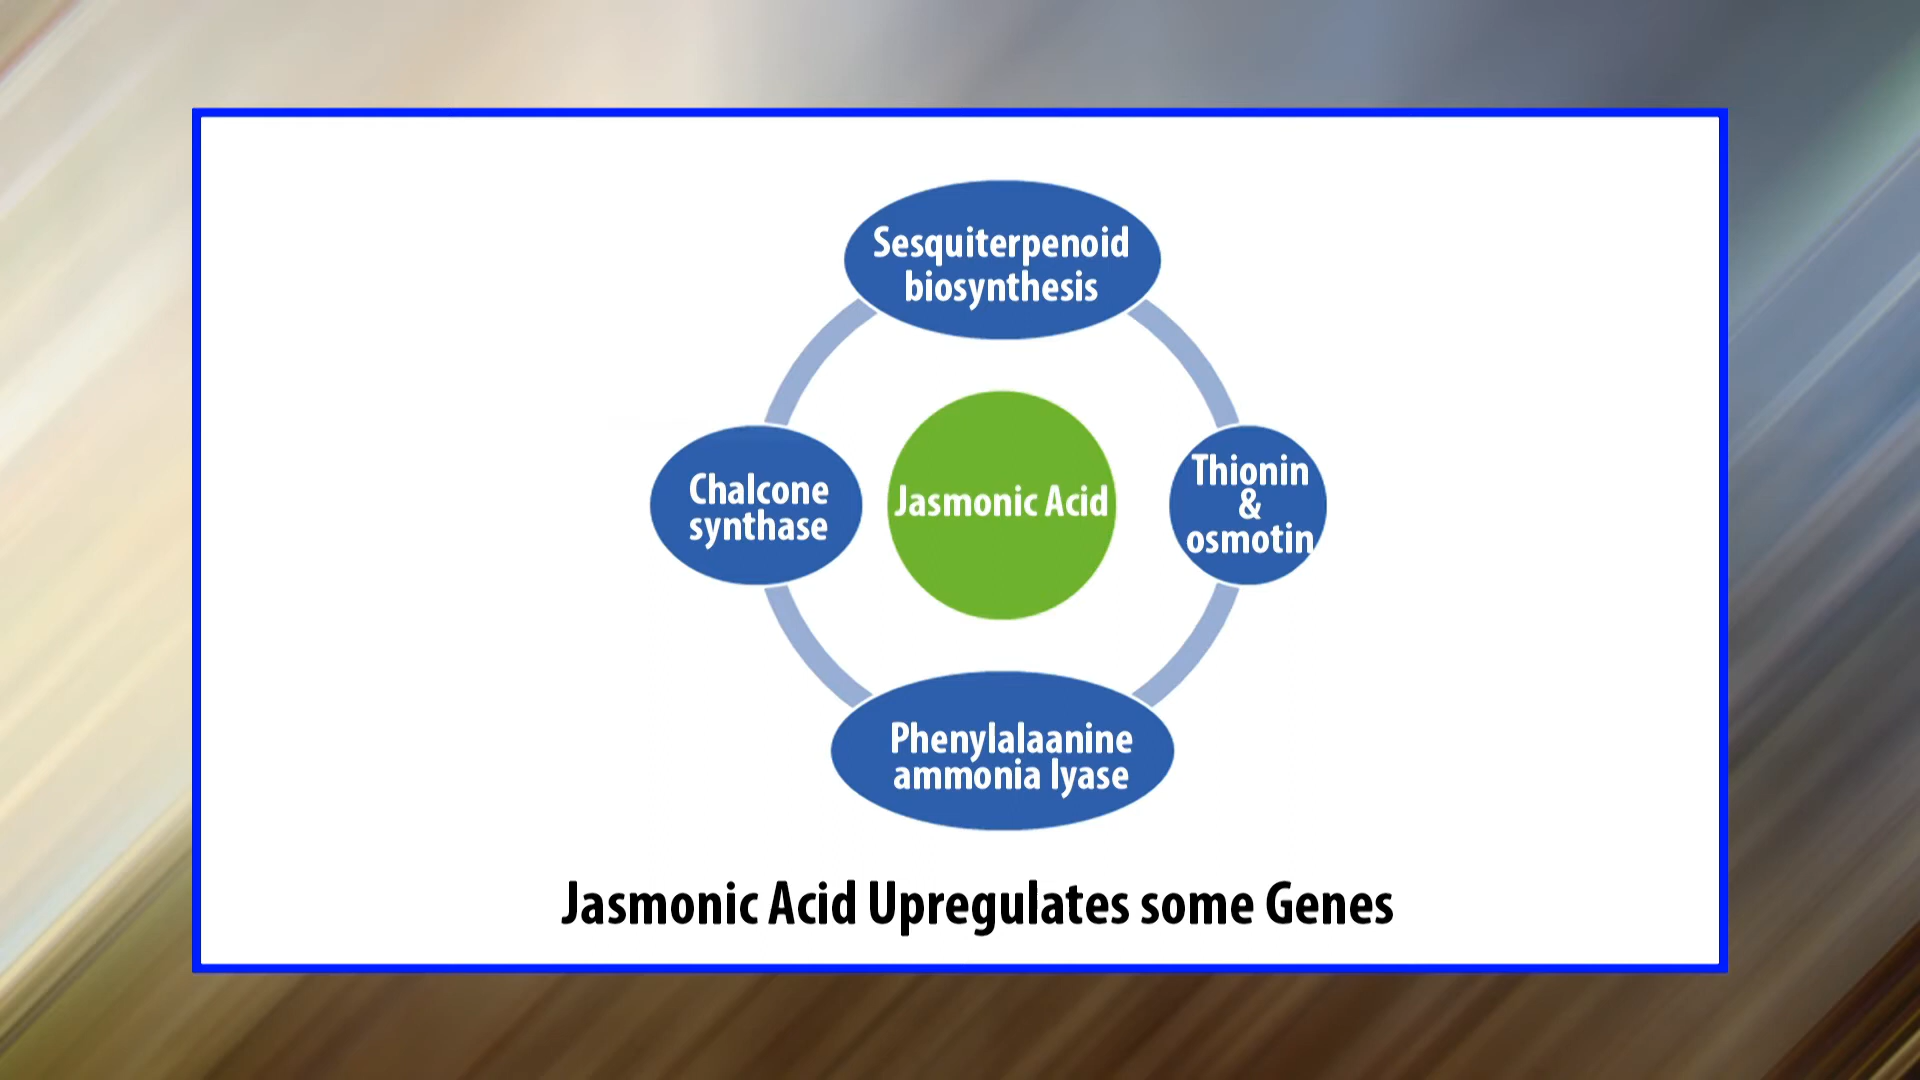 Sesquiterpenoid
biosynthesis
Chalcone
synthase
Jasmonic Acid
Thionin
&
osmotin
Phenylalaanine
ammonia lyase
Jasmonic Acid Upregulates some Genes